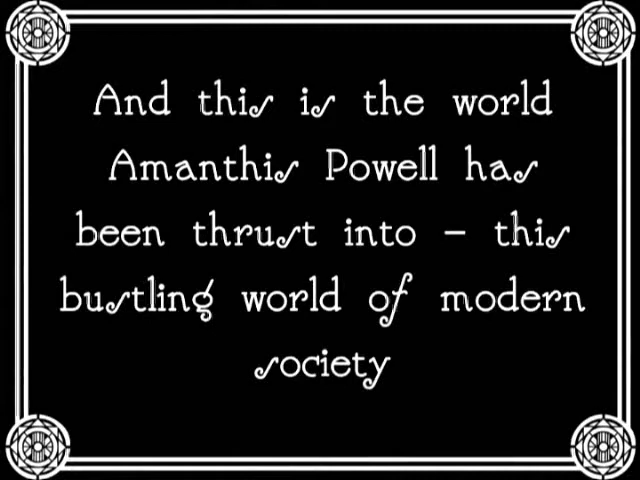 And this is the world
Amanthis Powell has
been thrust into – this
bustling world of modern
society